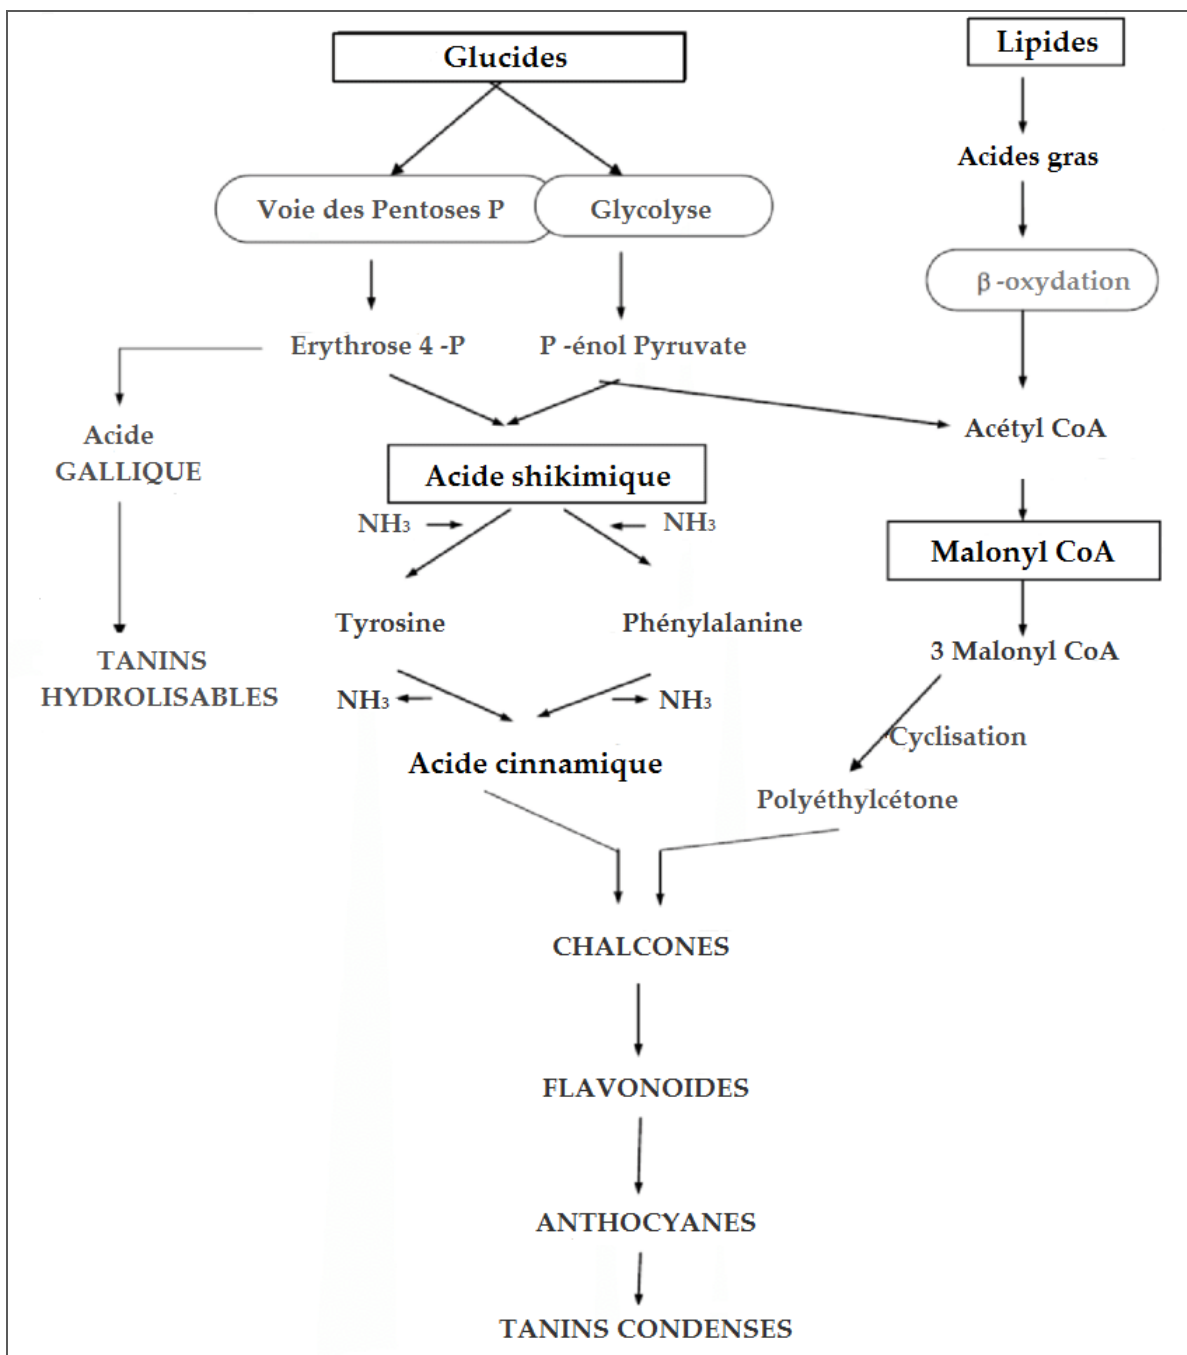 Glucides
Lipides
Acides gras
Voie des Pentoses P
Glycolyse
β-oxydation
Erythrose 4 -P
P -énol Pyruvate
Acide
GALLIQUE
Acétyl CoA
Acide shikimique
NH3
NH3
Malonyl CoA
Tyrosine
Phénylalanine
3 Malonyl CoA
TANINS
HYDROLISABLES
NH3
NH3
Cyclisation
Acide cinnamique
Polyéthylcétone
CHALCONES
FLAVONOIDES
ANTHOCYANES
TANINS CONDENSES